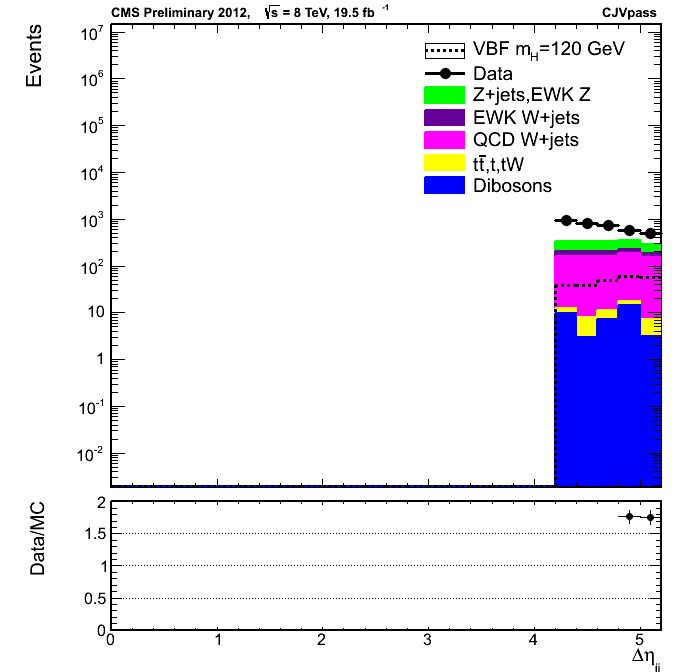 CMS Preliminary 2012, √s = 8 TeV, 19.5 fb⁻¹ CJVpass
Events
10⁷
10⁶
10⁵
10⁴
10³
10²
10
1
10⁻¹
10⁻²
VBF m_H=120 GeV
Data
Z+jets,EWK Z
EWK W+jets
QCD W+jets
tt̄,t,tW
Dibosons
Data/MC
2
1.5
1
0.5
0
0 1 2 3 4 5
Δη_jj